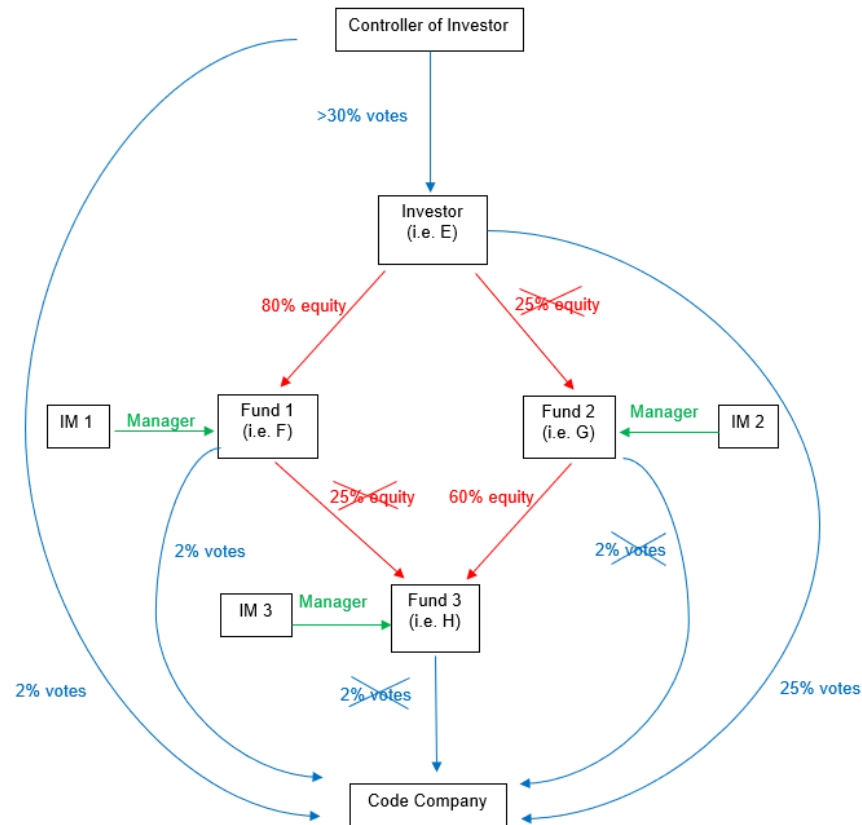 Controller of Investor
>30% votes
Investor
(i.e. E)
80% equity
25% equity
IM 1
Manager
Fund 1
(i.e. F)
Fund 2
(i.e. G)
Manager
IM 2
25% equity
60% equity
2% votes
2% votes
IM 3
Manager
Fund 3
(i.e. H)
2% votes
2% votes
25% votes
Code Company